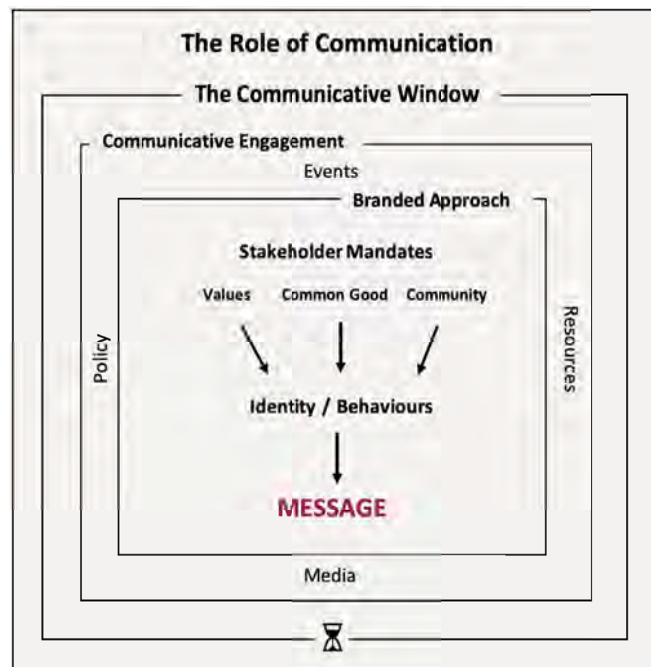 The Role of Communication
The Communicative Window
Communicative Engagement
Events
Branded Approach
Stakeholder Mandates
Values Common Good Community
Policy
Resources
Identity / Behaviours
MESSAGE
Media